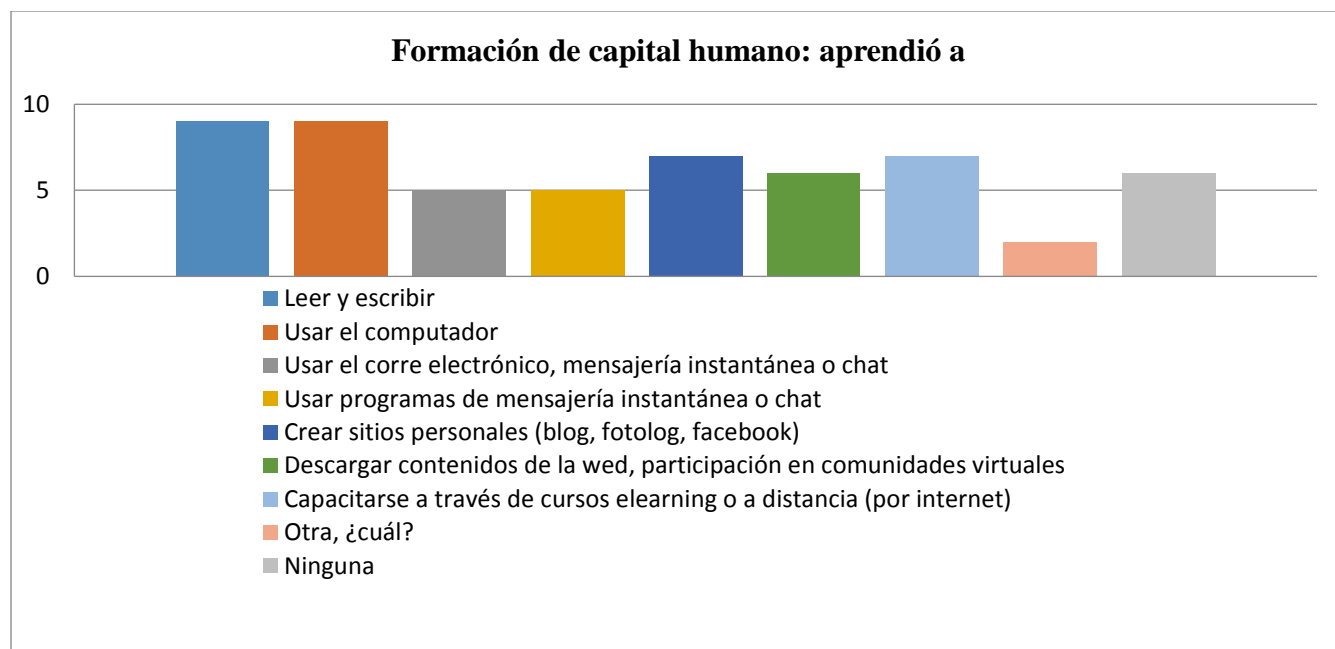 Formación de capital humano: aprendió a
10
5
0
Leer y escribir
Usar el computador
Usar el corre electrónico, mensajería instantánea o chat
Usar programas de mensajería instantánea o chat
Crear sitios personales (blog, fotolog, facebook)
Descargar contenidos de la wed, participación en comunidades virtuales
Capacitarse a través de cursos elearning o a distancia (por internet)
Otra, ¿cuál?
Ninguna